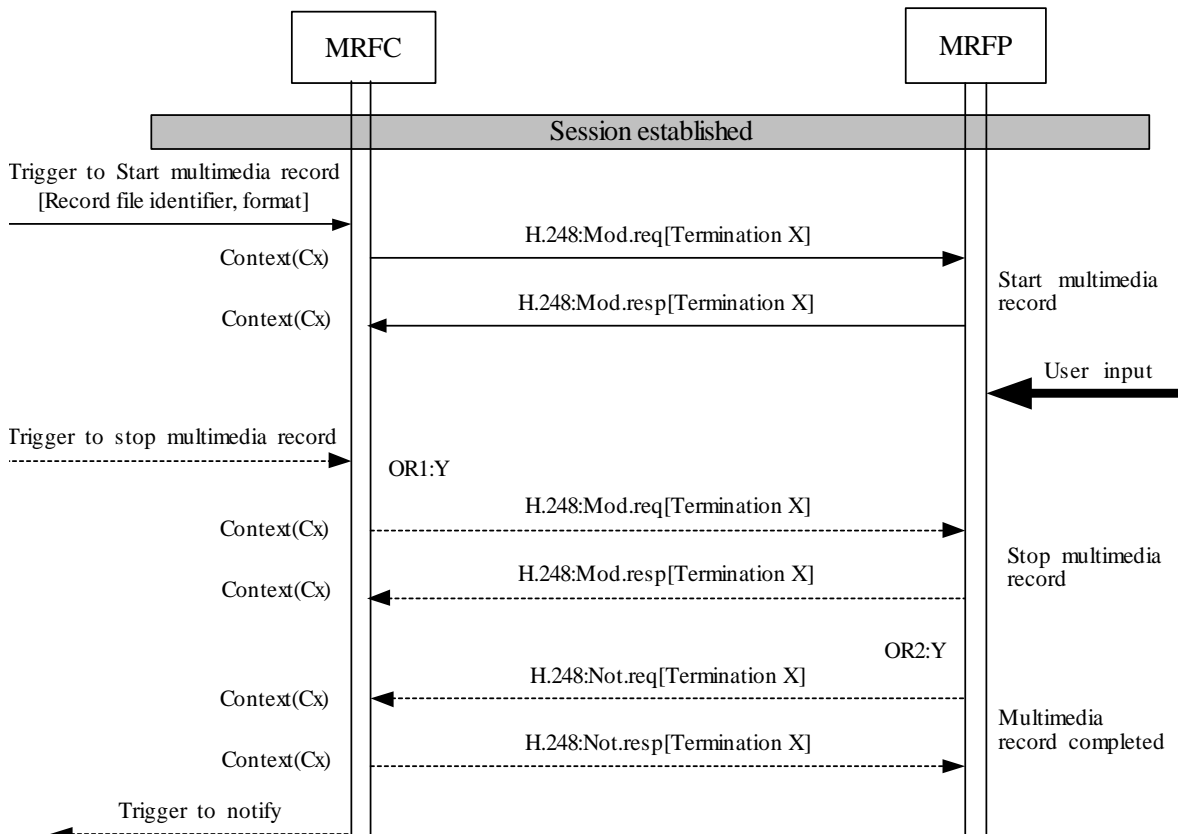 MRFC
MRFP
Session established
Trigger to Start multimedia record
[Record file identifier, format]
H.248:Mod.req[Termination X]
Context(Cx)
Start multimedia
record
H.248:Mod.resp[Termination X]
Context(Cx)
User input
Trigger to stop multimedia record
OR1:Y
H.248:Mod.req[Termination X]
Context(Cx)
Stop multimedia
record
H.248:Mod.resp[Termination X]
Context(Cx)
OR2:Y
H.248:Not.req[Termination X]
Context(Cx)
Multimedia
record completed
H.248:Not.resp[Termination X]
Context(Cx)
Trigger to notify